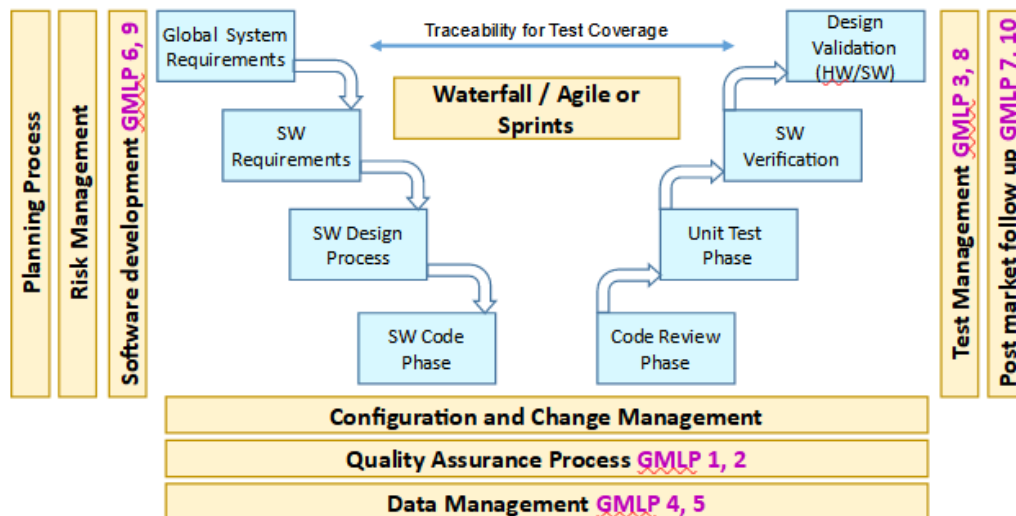 Planning Process
Risk Management
Software development GMLP 6, 9
Global System
Requirements
Traceability for Test Coverage
Design
Validation
(HW/SW)
Waterfall / Agile or
Sprints
SW
Requirements
SW
Verification
SW Design
Process
Unit Test
Phase
SW Code
Phase
Code Review
Phase
Test Management GMLP 3, 8
Post market follow up GMLP 7, 10
Configuration and Change Management
Quality Assurance Process GMLP 1, 2
Data Management GMLP 4, 5